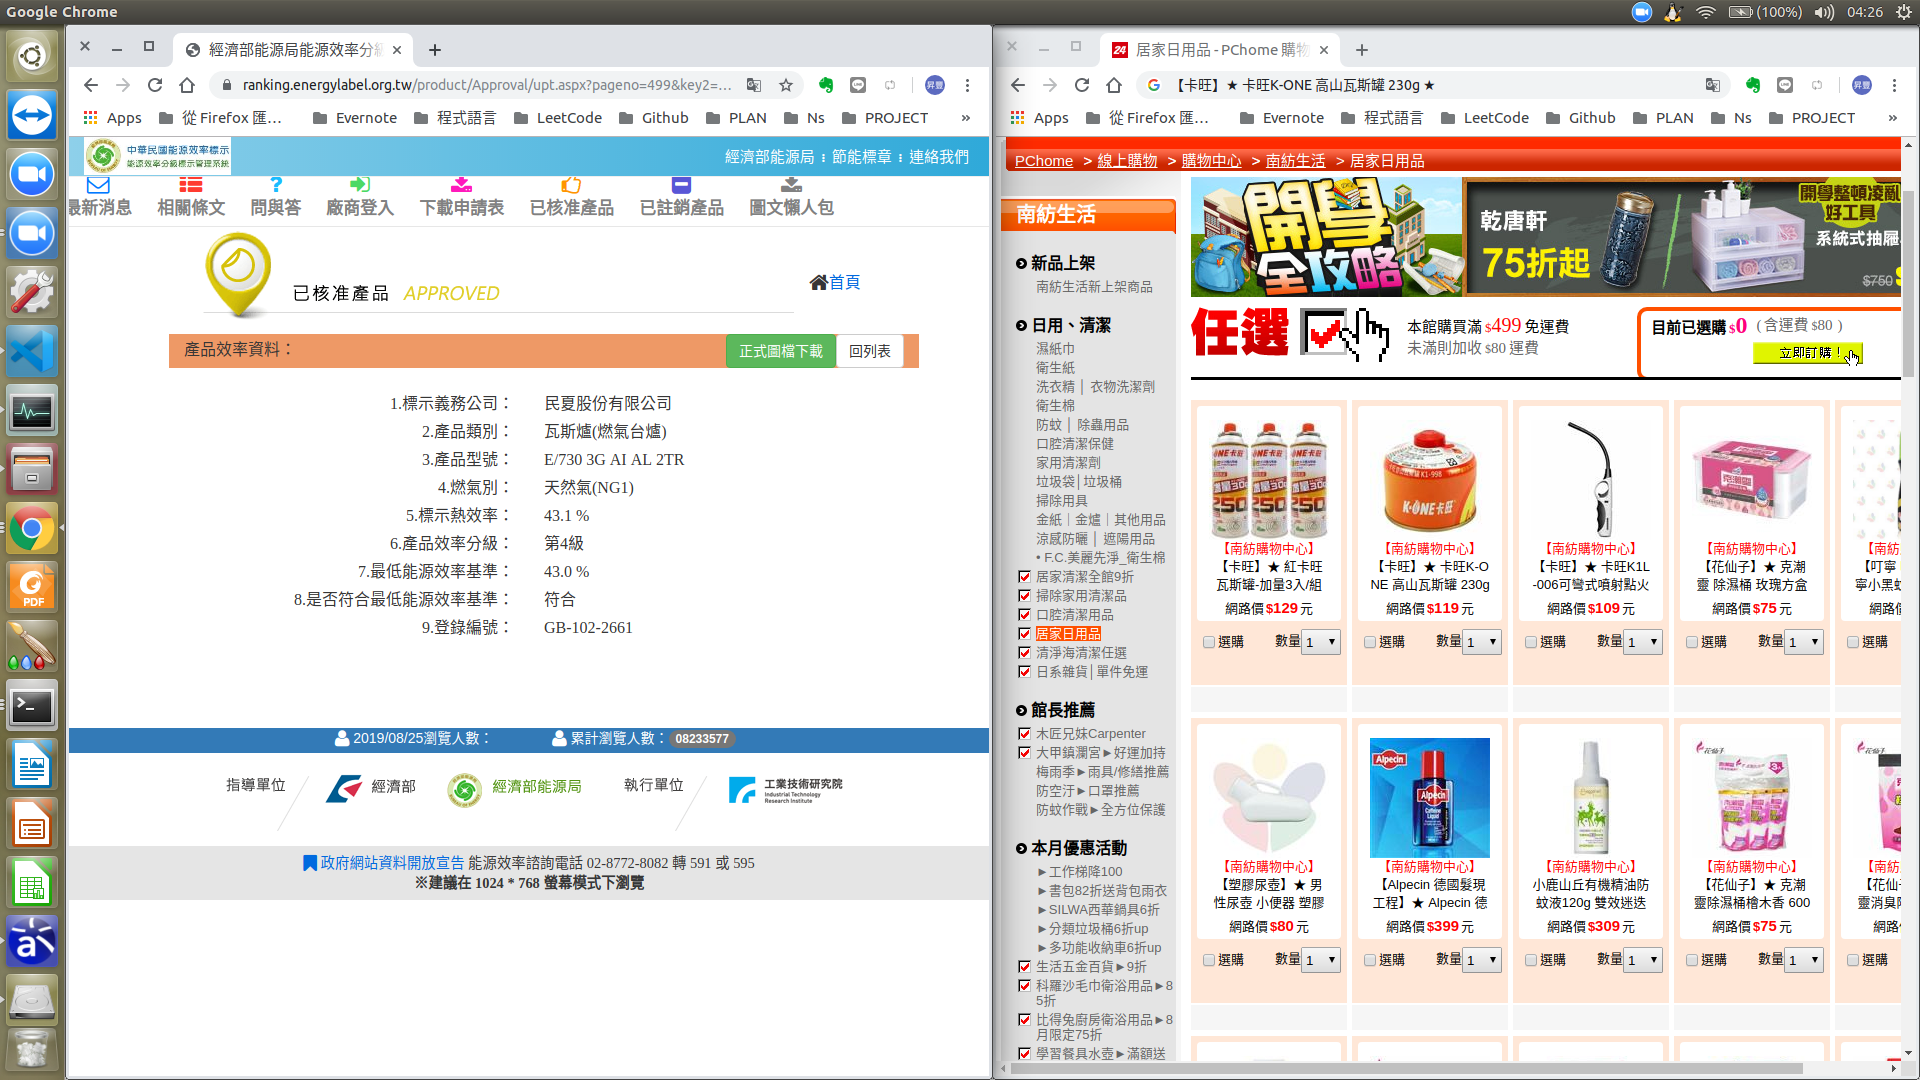 Google Chrome
(100%)
04:26
經濟部能源局能源效率分級
ranking.energylabel.org.tw/product/Approval/upt.aspx?pageno=499&key2=...
昇豐
Apps
從 Firefox 匯...
Evernote
程式語言
LeetCode
Github
PLAN
Ns
PROJECT
»
中華民國能源效率標示
能源效率分級標示管理系統
經濟部能源局
節能標章
連絡我們
最新消息
相關條文
問與答
廠商登入
下載申請表
已核准產品
已註銷產品
圖文懶人包
已核准產品 APPROVED
首頁
產品效率資料：
正式圖檔下載
回列表
1.標示義務公司：
民夏股份有限公司
2.產品類別：
瓦斯爐(燃氣台爐)
3.產品型號：
E/730 3G AI AL 2TR
4.燃氣別：
天然氣(NG1)
5.標示熱效率：
43.1 %
6.產品效率分級：
第4級
7.最低能源效率基準：
43.0 %
8.是否符合最低能源效率基準：
符合
9.登錄編號：
GB-102-2661
2019/08/25瀏覽人數：
累計瀏覽人數：08233577
指導單位
經濟部
經濟部能源局
執行單位
工業技術研究院
Industrial Technology
Research Institute
政府網站資料開放宣告 能源效率諮詢電話 02-8772-8082 轉 591 或 595
※建議在 1024 * 768 螢幕模式下瀏覽
PDF
24
居家日用品 - PChome 購物
【卡旺】★ 卡旺K-ONE 高山瓦斯罐 230g ★
昇豐
Apps
從 Firefox 匯...
Evernote
程式語言
LeetCode
Github
PLAN
Ns
PROJECT
»
PChome > 線上購物 > 購物中心 > 南紡生活 > 居家日用品
南紡生活
新品上架
南紡生活新上架商品
日用、清潔
濕紙巾
衛生紙
洗衣精│衣物洗潔劑
衛生棉
防蚊│除蟲用品
口腔清潔保健
家用清潔劑
垃圾袋│垃圾桶
掃除用具
金紙｜金爐｜其他用品
涼感防曬│遮陽用品
• F.C.美麗先淨_衛生棉
居家清潔全館9折
掃除家用清潔品
口腔清潔用品
居家日用品
清淨海清潔任選
日系雜貨│單件免運
館長推薦
木匠兄妹Carpenter
大甲鎮瀾宮►好運加持
梅雨季►雨具/修繕推薦
防空汙►口罩推薦
防蚊作戰►全方位保護
本月優惠活動
►工作梯降100
►書包82折送背包雨衣
►SILWA西華鍋具6折
►分類垃圾桶6折up
►多功能收納車6折up
生活五金百貨►9折
科羅沙毛巾衛浴用品►8
5折
比得兔廚房衛浴用品►8
月限定75折
學習餐具水壺►滿額送
開學全攻略
乾唐軒
75折起
開學整頓凌亂
好工具
系統式抽屜
$750
任選
本館購買滿 $499 免運費
未滿則加收 $80 運費
目前已選購 $0 （含運費 $80 ）
立即訂購！
【南紡購物中心】
【卡旺】★ 紅卡旺
瓦斯罐-加量3入/組
網路價 $129 元
選購 數量 1
【南紡購物中心】
【卡旺】★ 卡旺K-O
NE 高山瓦斯罐 230g
網路價 $119 元
選購 數量 1
【南紡購物中心】
【卡旺】★ 卡旺K1L
-006可彎式噴射點火
網路價 $109 元
選購 數量 1
【南紡購物中心】
【花仙子】★ 克潮
靈 除濕桶 玫瑰方盒
網路價 $75 元
選購 數量 1
【南紡
【叮寧
寧小黑蚊
網路價
選購
【南紡購物中心】
【塑膠尿壺】★ 男
性尿壺 小便器 塑膠
網路價 $80 元
選購 數量 1
Alpecin
【南紡購物中心】
【Alpecin 德國髮現
工程】★ Alpecin 德
網路價 $399 元
選購 數量 1
【南紡購物中心】
小鹿山丘有機精油防
蚊液120g 雙效迷迭
網路價 $309 元
選購 數量 1
花仙子
【南紡購物中心】
【花仙子】★ 克潮
靈除濕桶檜木香 600
網路價 $75 元
選購 數量 1
【南紡
【花仙
靈消臭
網路價
選購